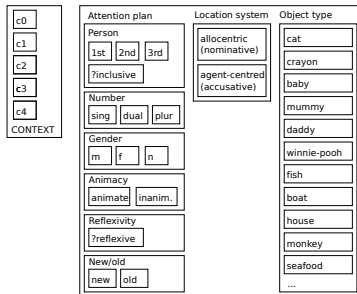 c0
c1
c2
c3
c4
CONTEXT
Attention plan
Person
1st 2nd 3rd
?inclusive
Number
sing dual plur
Gender
m f n
Animacy
animate inanim.
Reflexivity
?reflexive
New/old
new old
Location system
allocentric
(nominative)
agent-centred
(accusative)
Object type
cat
crayon
baby
mummy
daddy
winnie-pooh
fish
boat
house
monkey
seafood
...